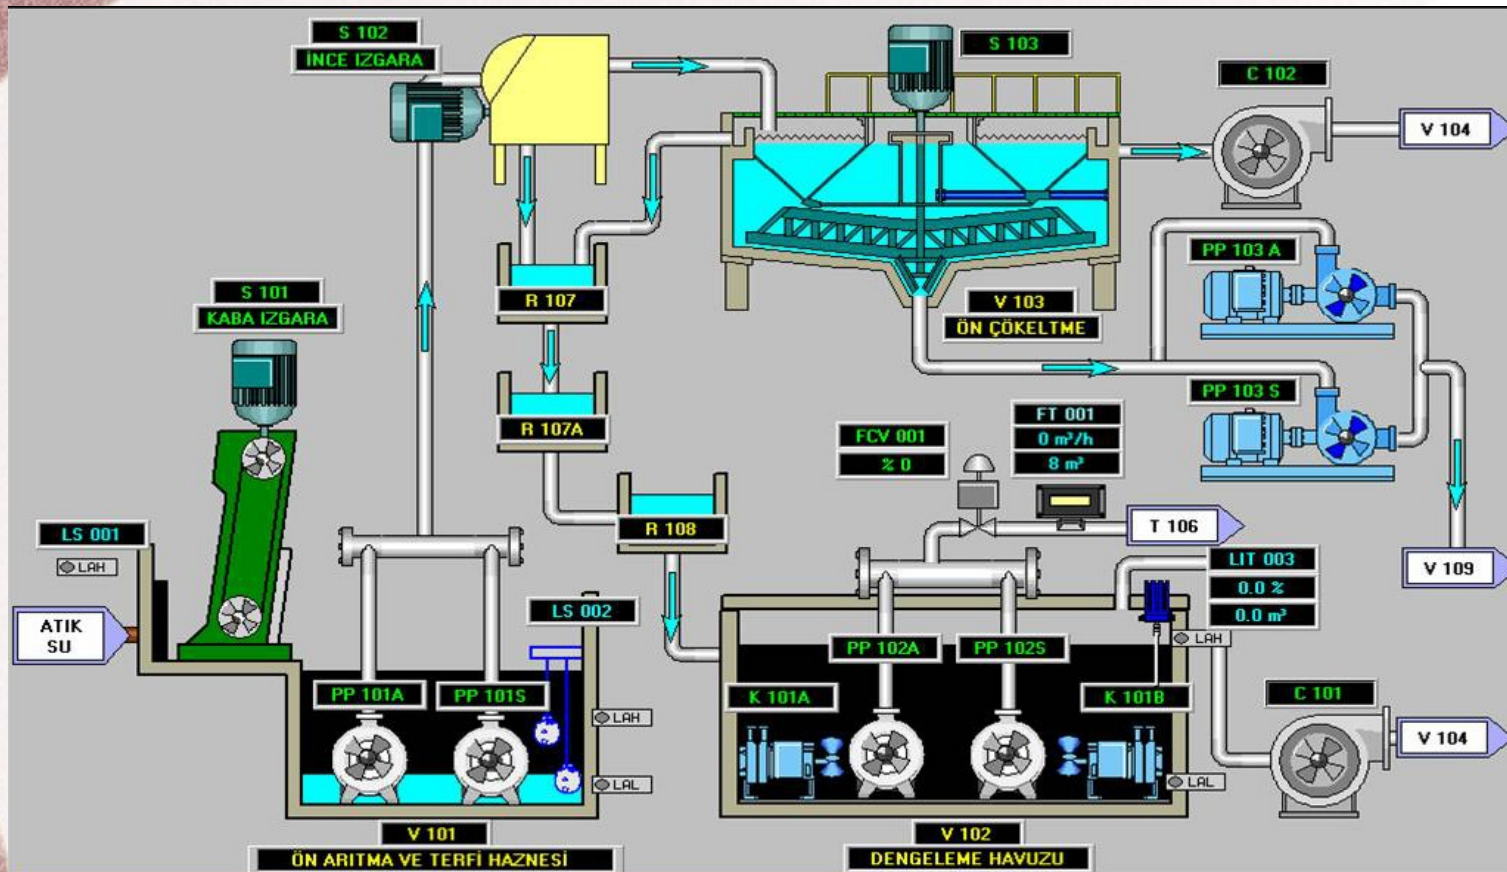 S 102
İNCE IZGARA
S 103
C 102
V 104
S 101
KABA IZGARA
R 107
V 103
ÖN ÇÖKELTME
PP 103 A
R 107A
PP 103 S
FCV 001
% 0
FT 001
0 m³/h
8 m³
R 108
T 106
LS 001
LAH
LIT 003
0.0 %
0.0 m³
V 109
ATIK
SU
LS 002
PP 101A
PP 101S
LAH
LAL
PP 102A
PP 102S
LAH
K 101A
K 101B
LAL
C 101
V 104
V 101
ÖN ARITMA VE TERFİ HAZNESİ
V 102
DENGELEME HAVUZU